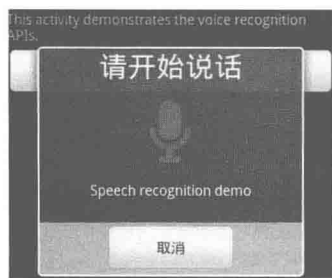 This activity demonstrates the voice recognition
APIs.
请开始说话
Speech recognition demo
取消